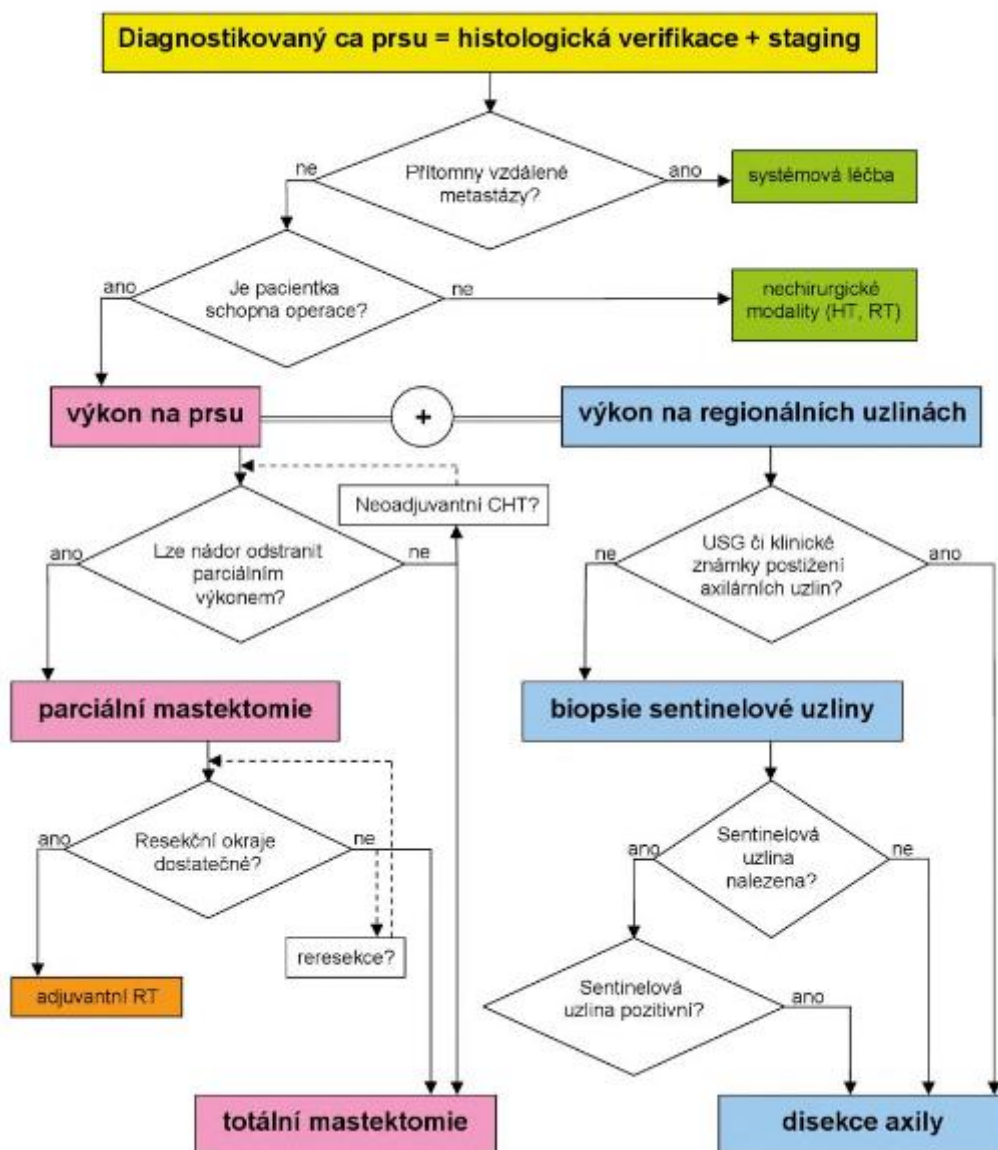 Diagnostikovaný ca prsu = histologická verifikace + staging
ne
Přítomny vzdálené
metastázy?
ano
systémová léčba
ano
Je pacientka
schopna operace?
ne
nechirurgické
modality (HT, RT)
výkon na prsu
+
výkon na regionálních uzlinách
Neoadjuvantní CHT?
ano
Lze nádor odstranit
parciálním
výkonem?
ne
ne
USG či klinické
známky postižení
axilárních uzlin?
ano
parciální mastektomie
biopsie sentinelové uzliny
ano
Resekční okraje
dostatečné?
ne
ano
Sentinelová
uzlina
nalezena?
ne
reresekce?
adjuvantní RT
Sentinelová
uzlina pozitivní?
ano
totální mastektomie
disekce axily